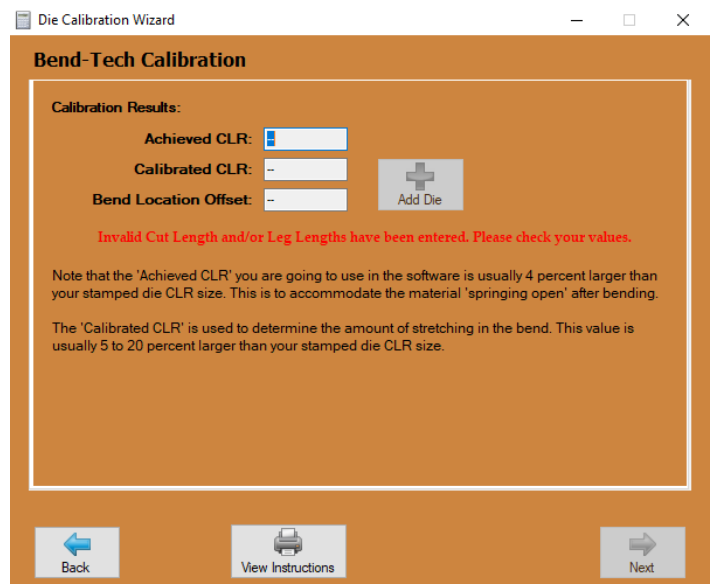 Die Calibration Wizard
Bend-Tech Calibration
Calibration Results:
Achieved CLR: --
Calibrated CLR: --
Bend Location Offset: --
Add Die
Invalid Cut Length and/or Leg Lengths have been entered. Please check your values.
Note that the 'Achieved CLR' you are going to use in the software is usually 4 percent larger than
your stamped die CLR size. This is to accommodate the material 'springing open' after bending.
The 'Calibrated CLR' is used to determine the amount of stretching in the bend. This value is
usually 5 to 20 percent larger than your stamped die CLR size.
Back
View Instructions
Next